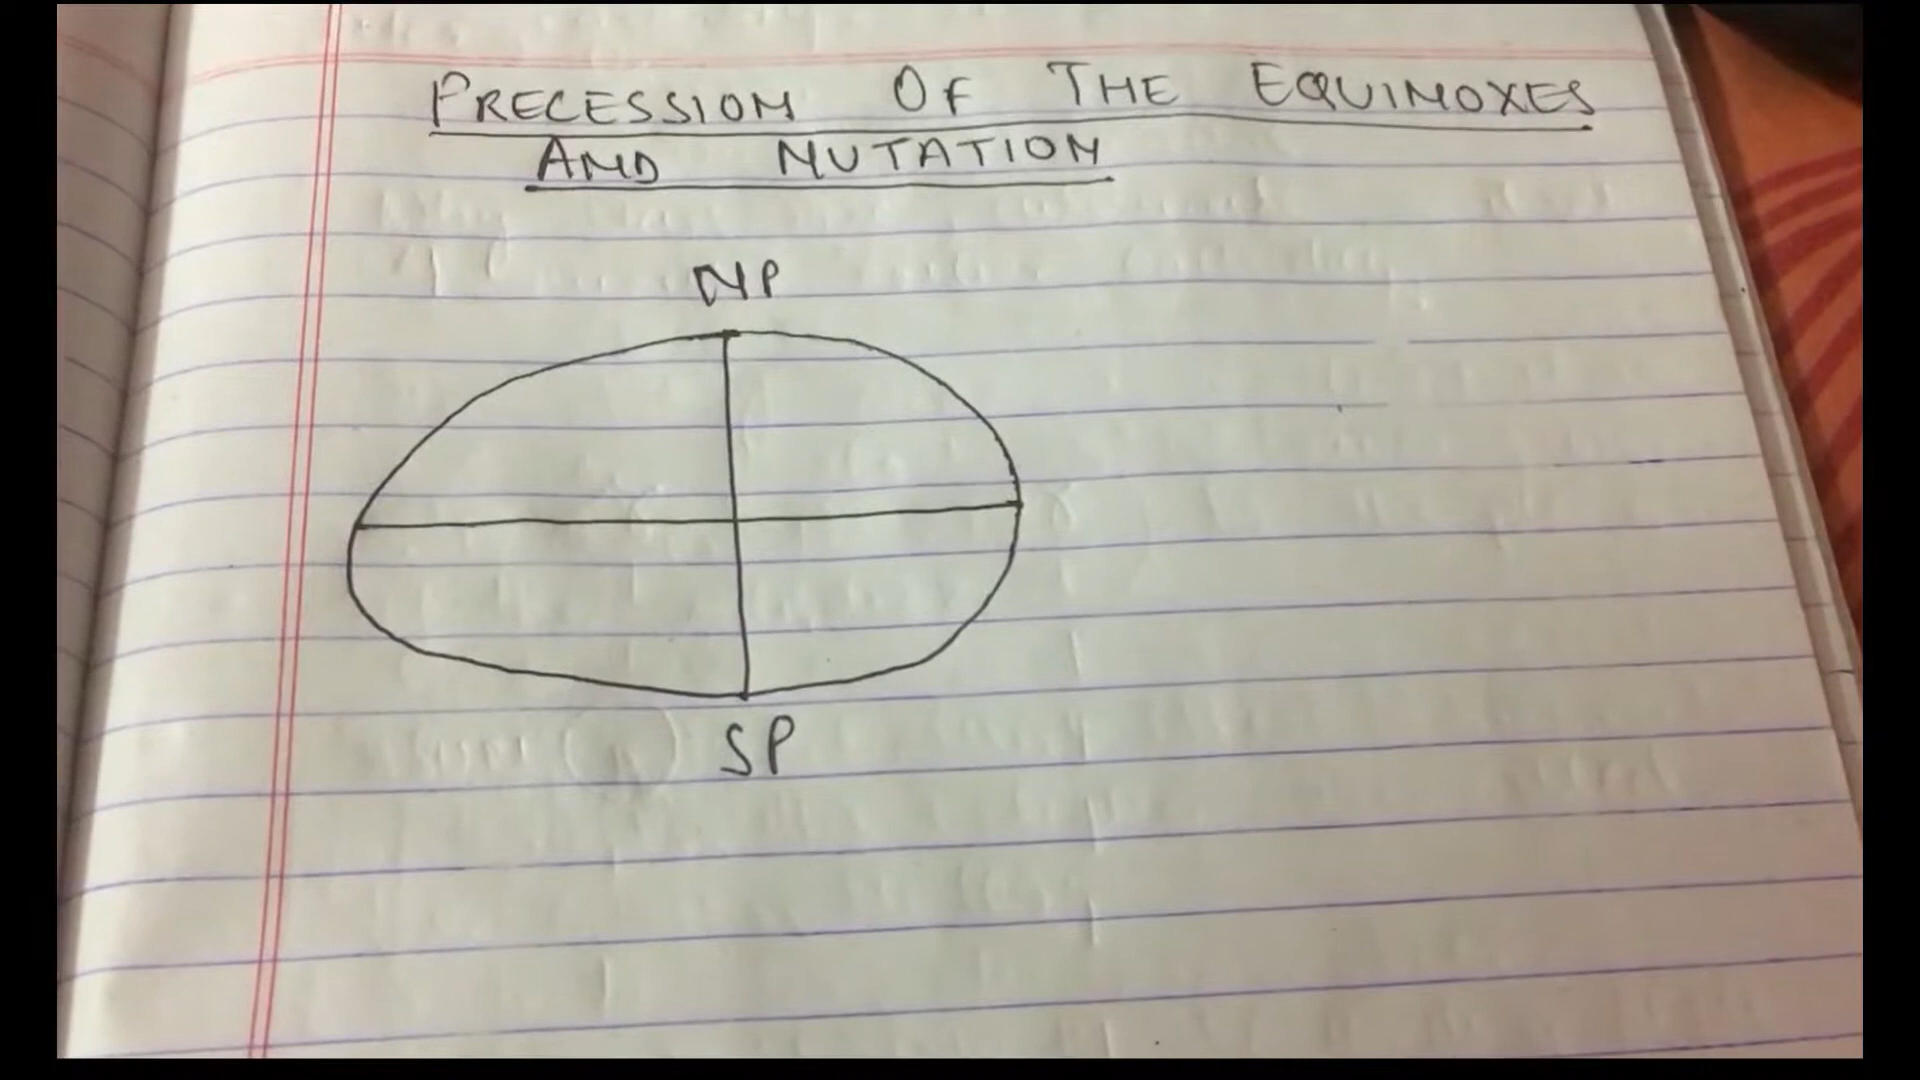 PRECESSION OF THE EQUINOXES
AND NUTATION
NP
SP